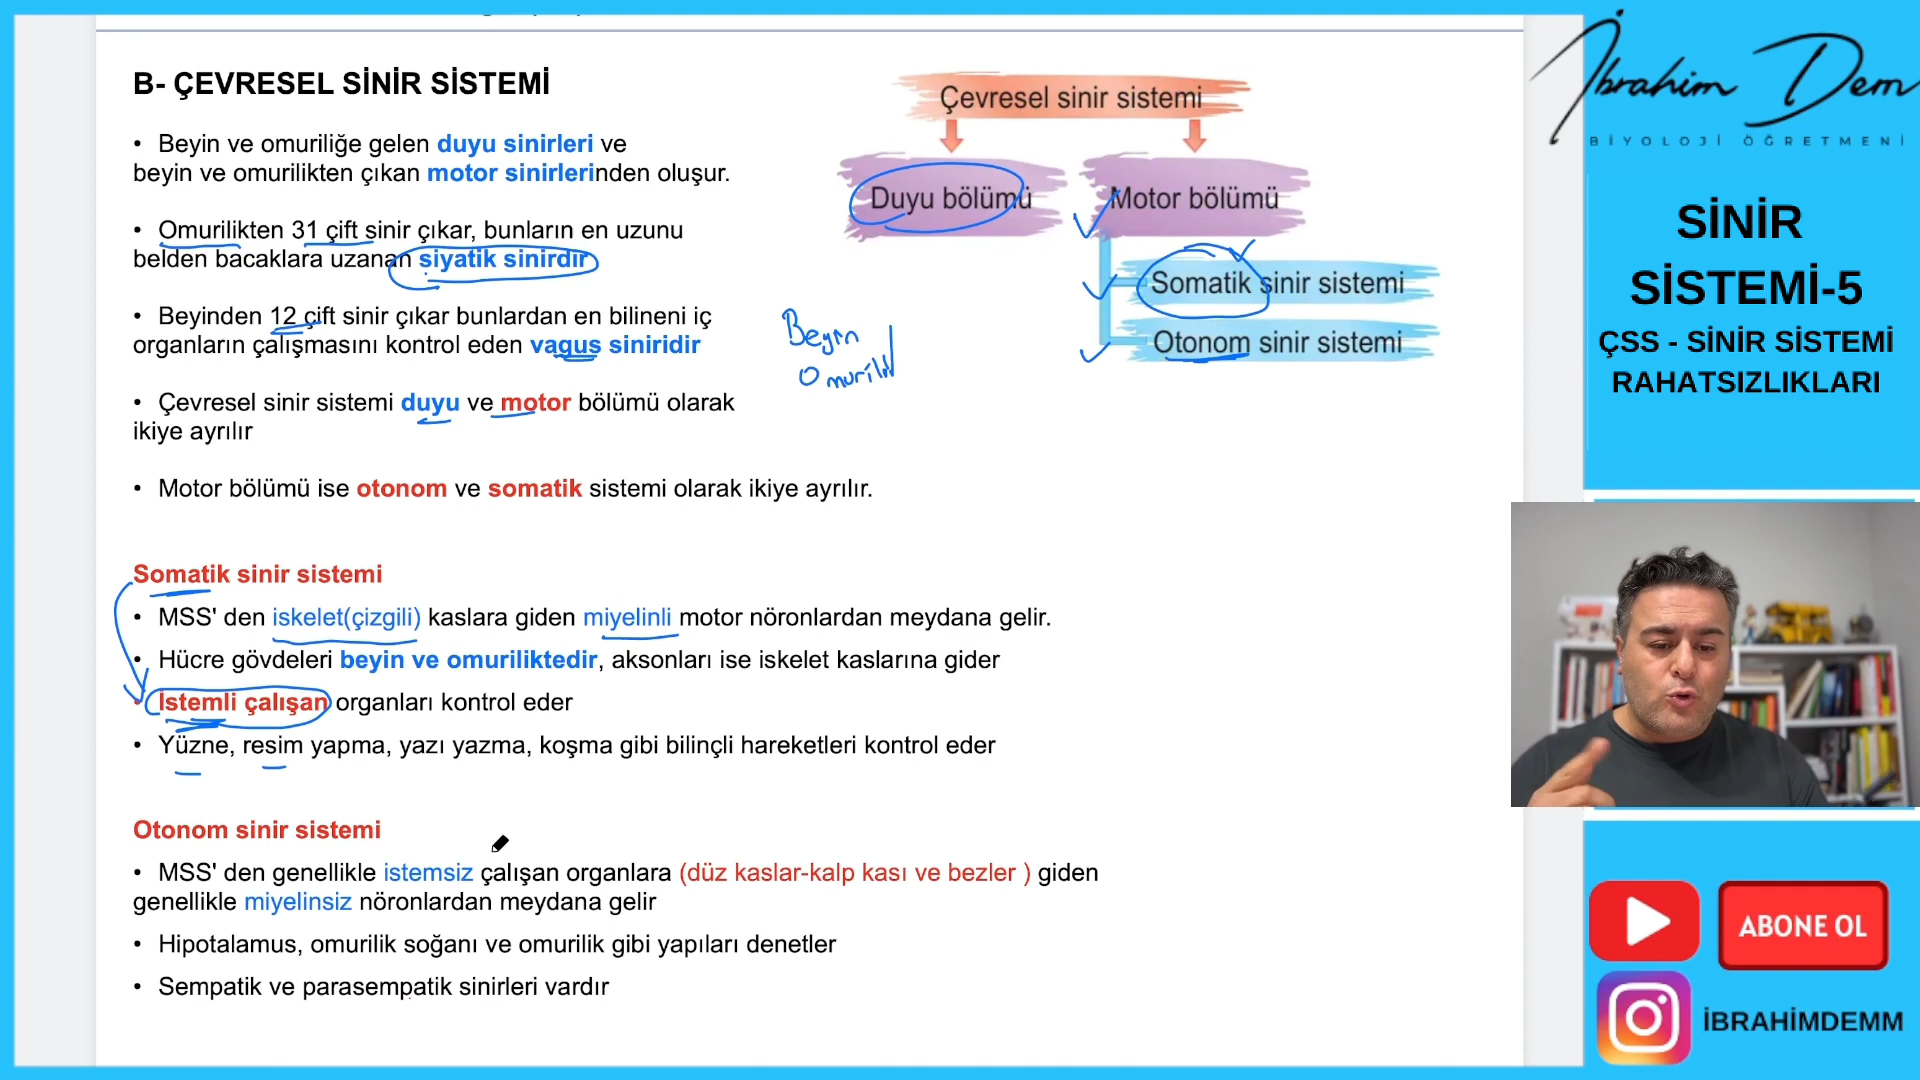 B- ÇEVRESEL SİNİR SİSTEMİ
• Beyin ve omuriliğe gelen duyu sinirleri ve
beyin ve omurilikten çıkan motor sinirlerinden oluşur.
• Omurilikten 31 çift sinir çıkar, bunların en uzunu
belden bacaklara uzanan siyatik sinirdir
• Beyinden 12 çift sinir çıkar bunlardan en bilineni iç
organların çalışmasını kontrol eden vagus siniridir
• Çevresel sinir sistemi duyu ve motor bölümü olarak
ikiye ayrılır
• Motor bölümü ise otonom ve somatik sistemi olarak ikiye ayrılır.
Çevresel sinir sistemi
Duyu bölümü
Motor bölümü
Somatik sinir sistemi
Otonom sinir sistemi
Beyin
Omurilik
Somatik sinir sistemi
• MSS' den iskelet(çizgili) kaslara giden miyelinli motor nöronlardan meydana gelir.
• Hücre gövdeleri beyin ve omuriliktedir, aksonları ise iskelet kaslarına gider
• İstemli çalışan organları kontrol eder
• Yüzne, resim yapma, yazı yazma, koşma gibi bilinçli hareketleri kontrol eder
Otonom sinir sistemi
• MSS' den genellikle istemsiz çalışan organlara (düz kaslar-kalp kası ve bezler ) giden
genellikle miyelinsiz nöronlardan meydana gelir
• Hipotalamus, omurilik soğanı ve omurilik gibi yapıları denetler
• Sempatik ve parasempatik sinirleri vardır
İbrahim Dem
BİYOLOJİ ÖĞRETMENİ
SİNİR
SİSTEMİ-5
ÇSS - SİNİR SİSTEMİ
RAHATSIZLIKLARI
ABONE OL
İBRAHİMDEMM